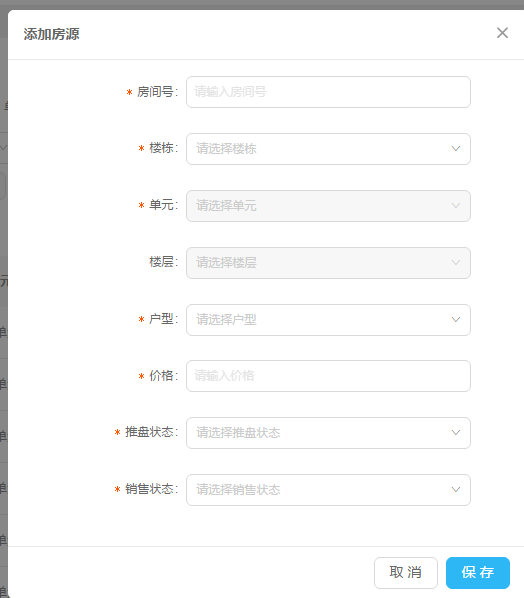 添加房源
* 房间号: 请输入房间号
* 楼栋: 请选择楼栋
* 单元: 请选择单元
楼层: 请选择楼层
* 户型: 请选择户型
* 价格: 请输入价格
* 推盘状态: 请选择推盘状态
* 销售状态: 请选择销售状态
取 消 保 存